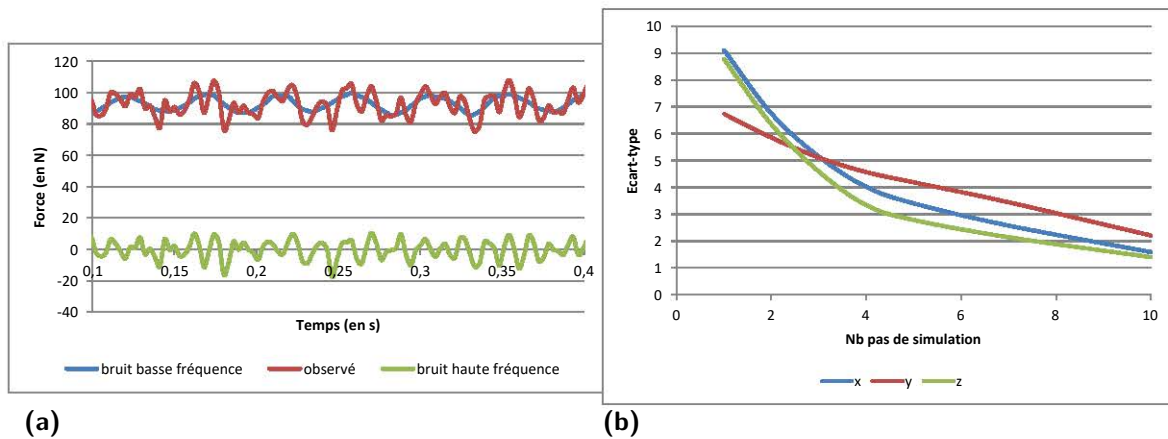 120
100
80
60
40
20
0
-20
-40
Force (en N)
0,1 0,15 0,2 0,25 0,3 0,35 0,4
Temps (en s)
bruit basse fréquence observé bruit haute fréquence
(a)
10
9
8
7
6
5
4
3
2
1
0
Ecart-type
0 2 4 6 8 10
Nb pas de simulation
x y z
(b)